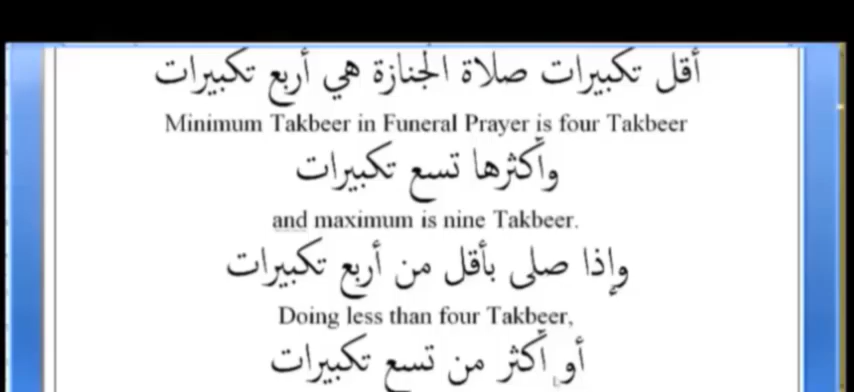 أقل تكبيرات صلاة الجنازة هي أربع تكبيرات
Minimum Takbeer in Funeral Prayer is four Takbeer
وأكثرها تسع تكبيرات
and maximum is nine Takbeer.
وإذا صلى بأقل من أربع تكبيرات
Doing less than four Takbeer,
أو أكثر من تسع تكبيرات